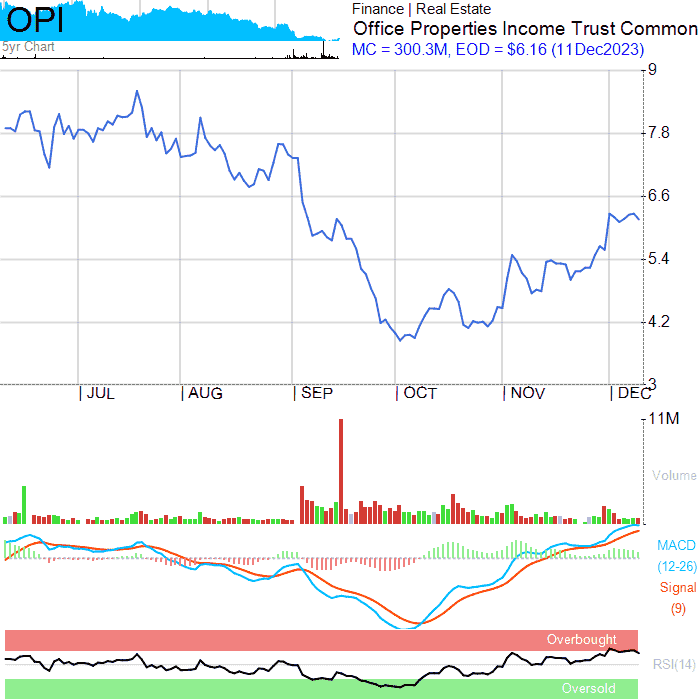 OPI
5yr Chart
Finance | Real Estate
Office Properties Income Trust Common
MC = 300.3M, EOD = $6.16 (11Dec2023)
9
7.8
6.6
5.4
4.2
3
JUL AUG SEP OCT NOV DEC
11M
Volume
MACD
(12-26)
Signal
(9)
Overbought
RSI(14)
Oversold